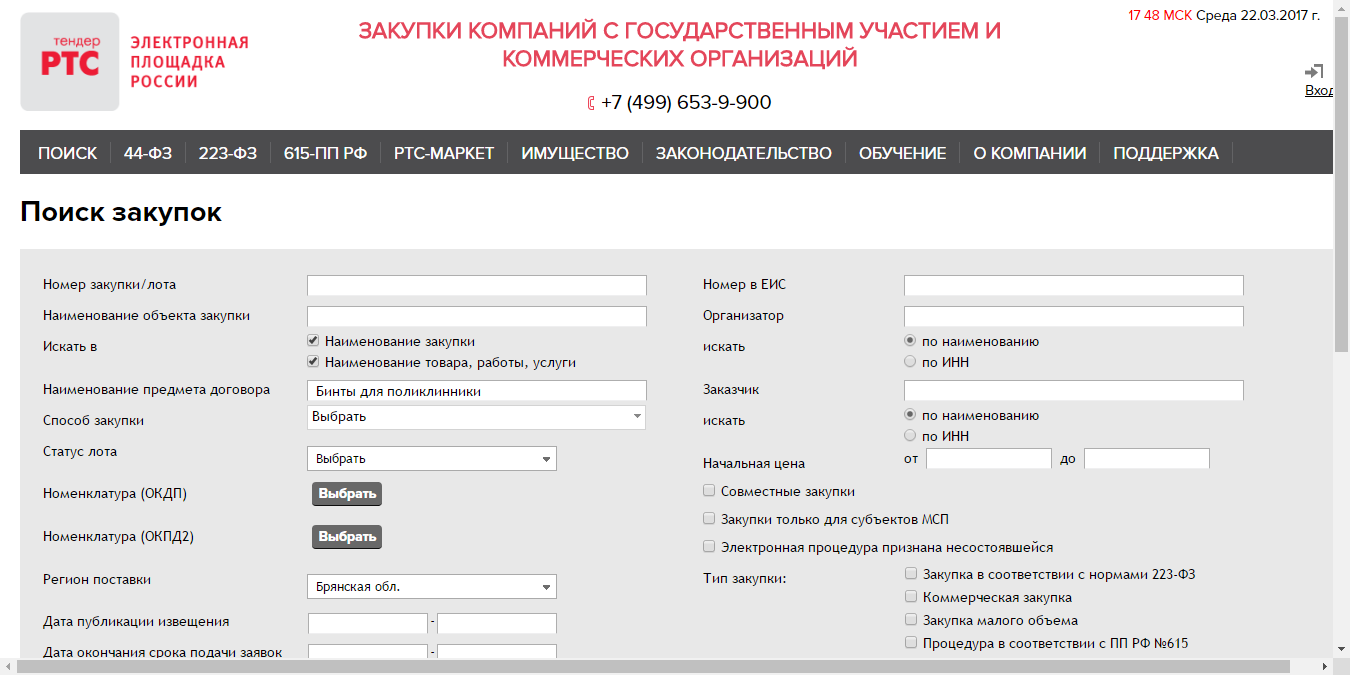 тендер
РТС
ЭЛЕКТРОННАЯ
ПЛОЩАДКА
РОССИИ
ЗАКУПКИ КОМПАНИЙ С ГОСУДАРСТВЕННЫМ УЧАСТИЕМ И
КОММЕРЧЕСКИХ ОРГАНИЗАЦИЙ
+7 (499) 653-9-900
17 48 МСК Среда 22.03.2017 г.
Вход
ПОИСК 44-ФЗ 223-ФЗ 615-ПП РФ РТС-МАРКЕТ ИМУЩЕСТВО ЗАКОНОДАТЕЛЬСТВО ОБУЧЕНИЕ О КОМПАНИИ ПОДДЕРЖКА
Поиск закупок
Номер закупки/лота
Наименование объекта закупки
Искать в
Наименование закупки
Наименование товара, работы, услуги
Наименование предмета договора Бинты для поликлинники
Способ закупки Выбрать
Статус лота Выбрать
Номенклатура (ОКДП) Выбрать
Номенклатура (ОКПД2) Выбрать
Регион поставки Брянская обл.
Дата публикации извещения -
Дата окончания срока подачи заявок -
Номер в ЕИС
Организатор
искать
по наименованию
по ИНН
Заказчик
искать
по наименованию
по ИНН
Начальная цена от до
Совместные закупки
Закупки только для субъектов МСП
Электронная процедура признана несостоявшейся
Тип закупки:
Закупка в соответствии с нормами 223-ФЗ
Коммерческая закупка
Закупка малого объема
Процедура в соответствии с ПП РФ №615